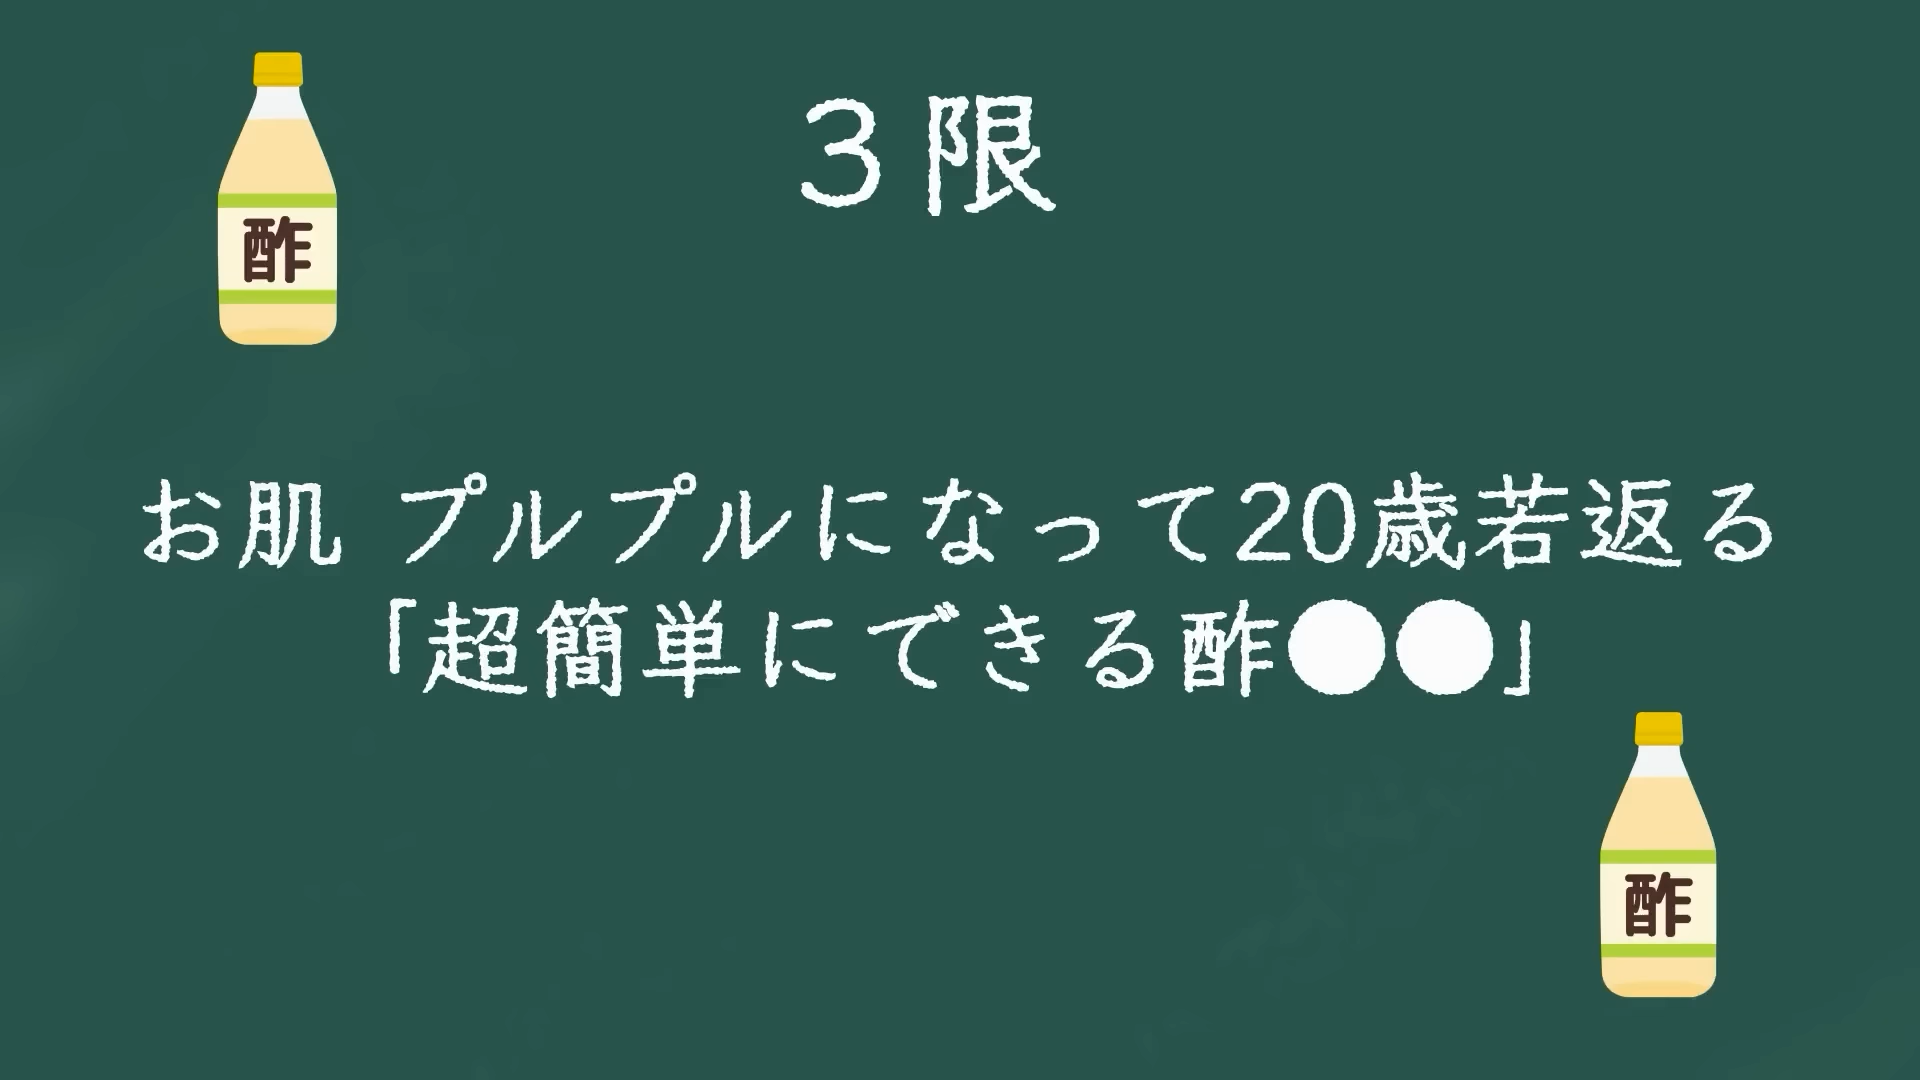 3限
酢
お肌 プルプルになって20歳若返る
「超簡単にできる酢●●」
酢